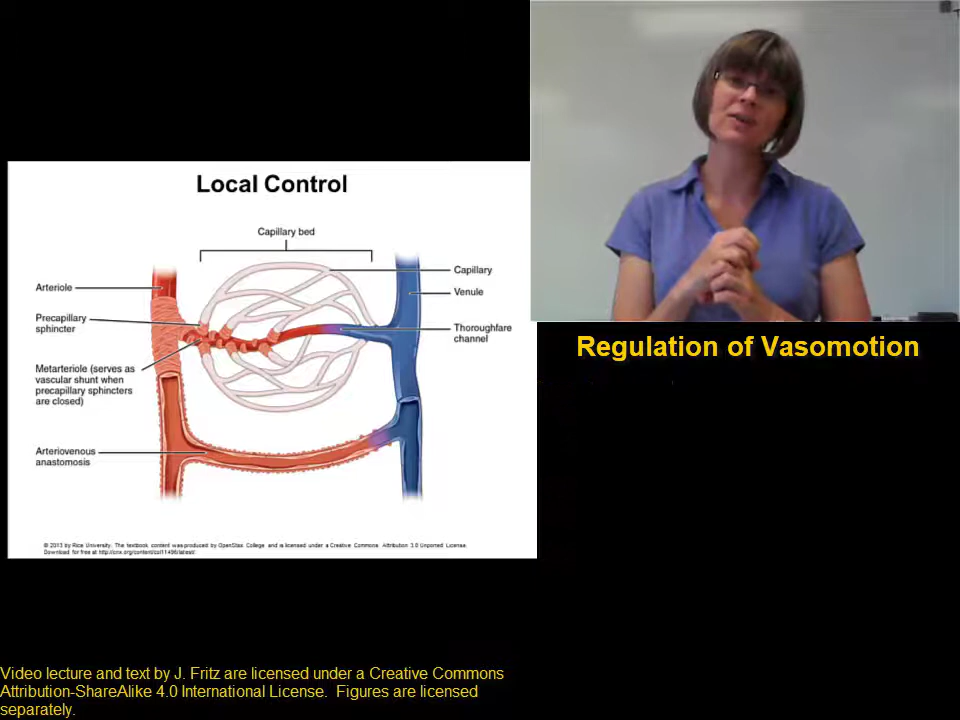 Local Control
Capillary bed
Capillary
Arteriole
Venule
Precapillary
sphincter
Thoroughfare
channel
Metarteriole (serves as
vascular shunt when
precapillary sphincters
are closed)
Arteriovenous
anastomosis
© 2013 by Rice University. The textbook content was produced by OpenStax College and is licensed under a Creative Commons Attribution 3.0 Unported License.
Download for free at http://cnx.org/content/col11496/latest/.
Regulation of Vasomotion
Video lecture and text by J. Fritz are licensed under a Creative Commons
Attribution-ShareAlike 4.0 International License.  Figures are licensed
separately.